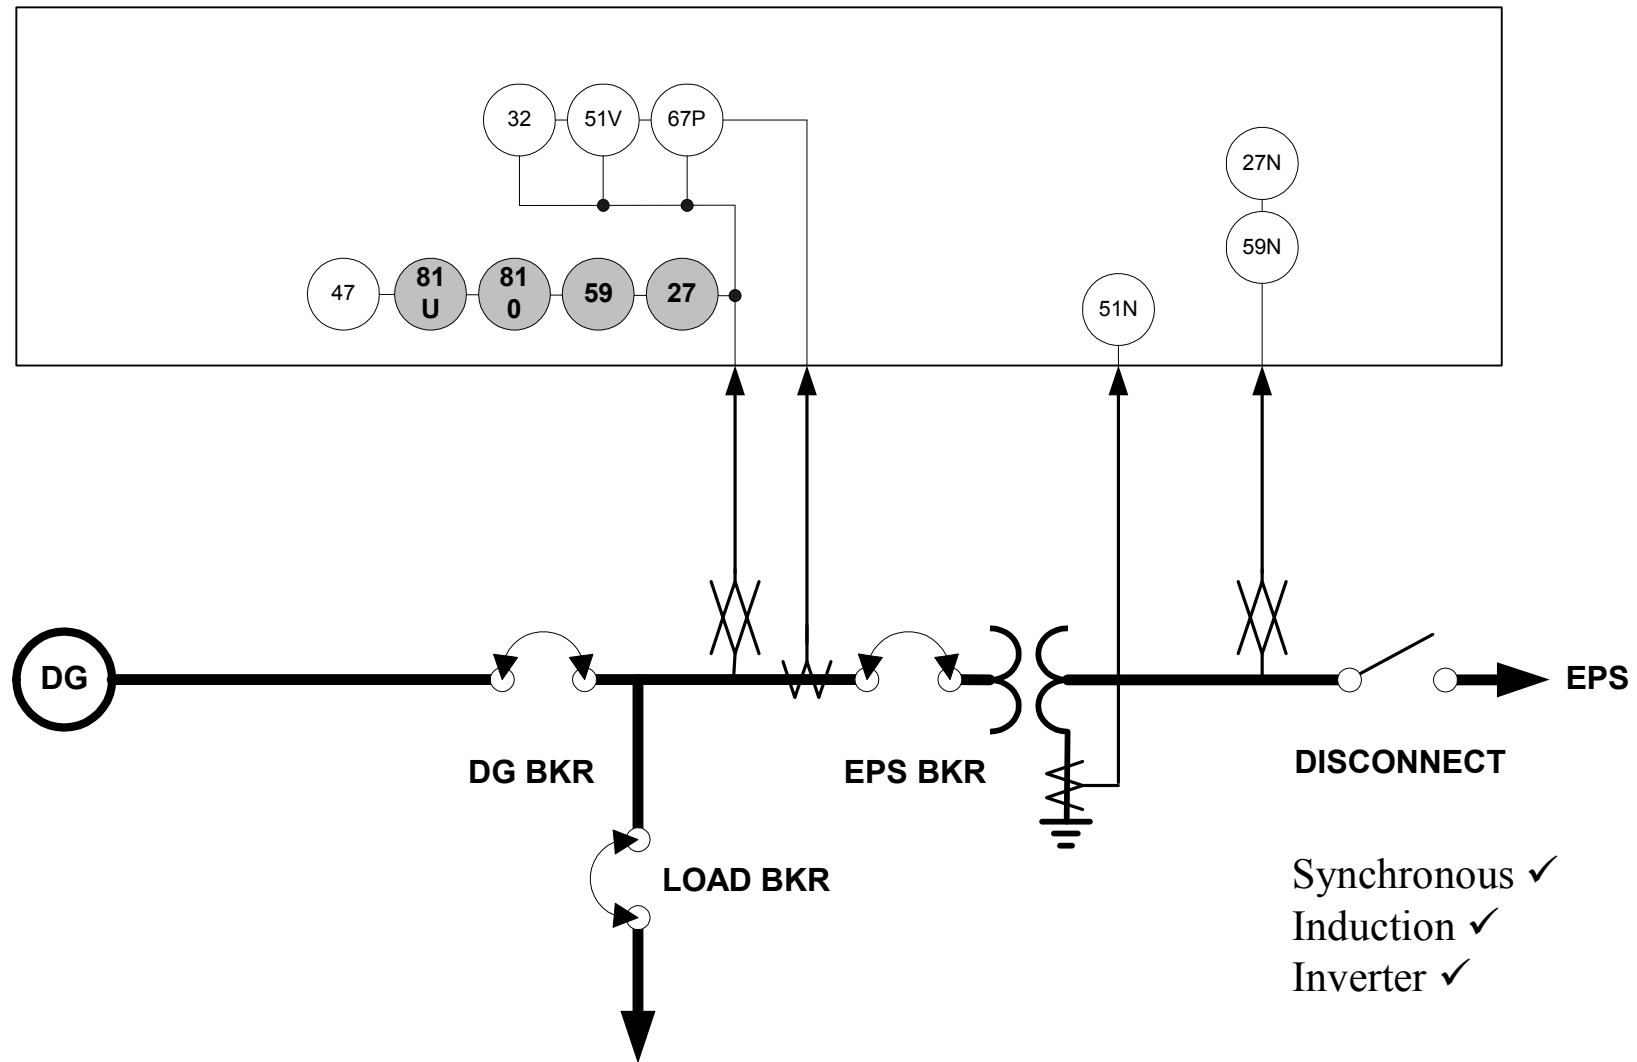 32
51V
67P
27N
59N
47
81
U
81
0
59
27
51N
DG
EPS
DG BKR
EPS BKR
DISCONNECT
LOAD BKR
Synchronous ✓
Induction ✓
Inverter ✓